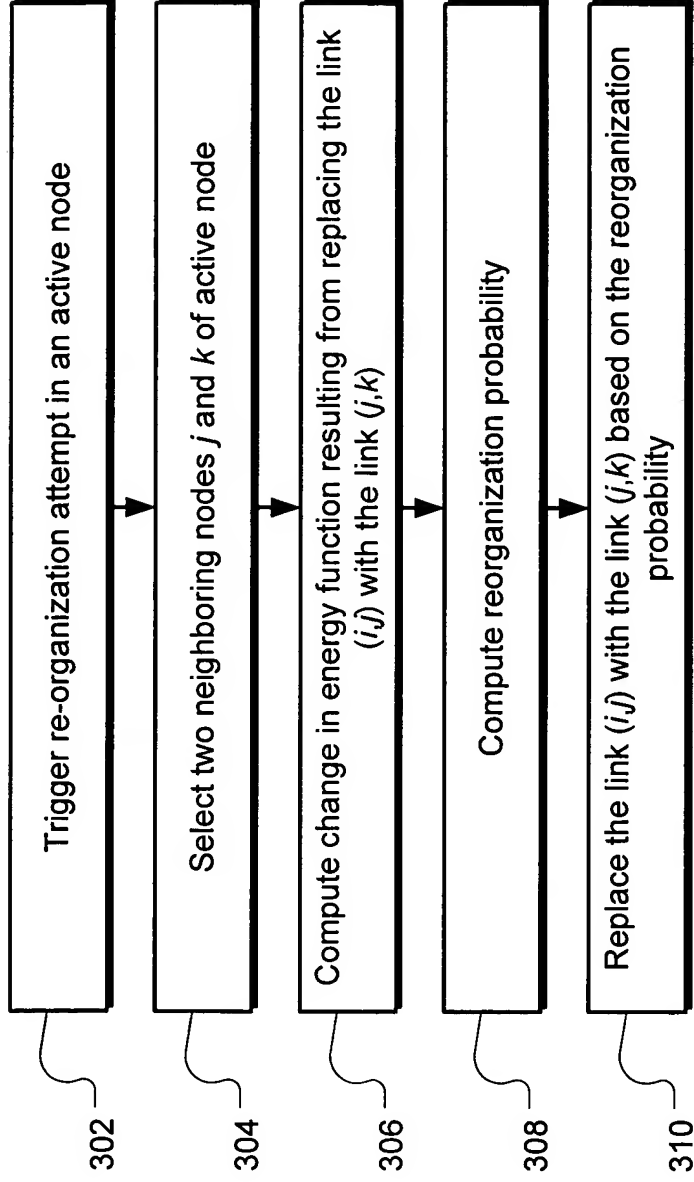 302
Trigger re-organization attempt in an active node
304
Select two neighboring nodes j and k of active node
306
Compute change in energy function resulting from replacing the link
(i,j) with the link (j,k)
308
Compute reorganization probability
310
Replace the link (i,j) with the link (j,k) based on the reorganization
probability